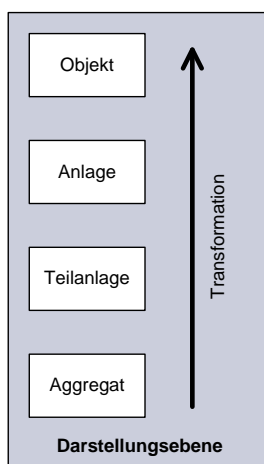 Objekt
Anlage
Teilanlage
Aggregat
Transformation
Darstellungsebene